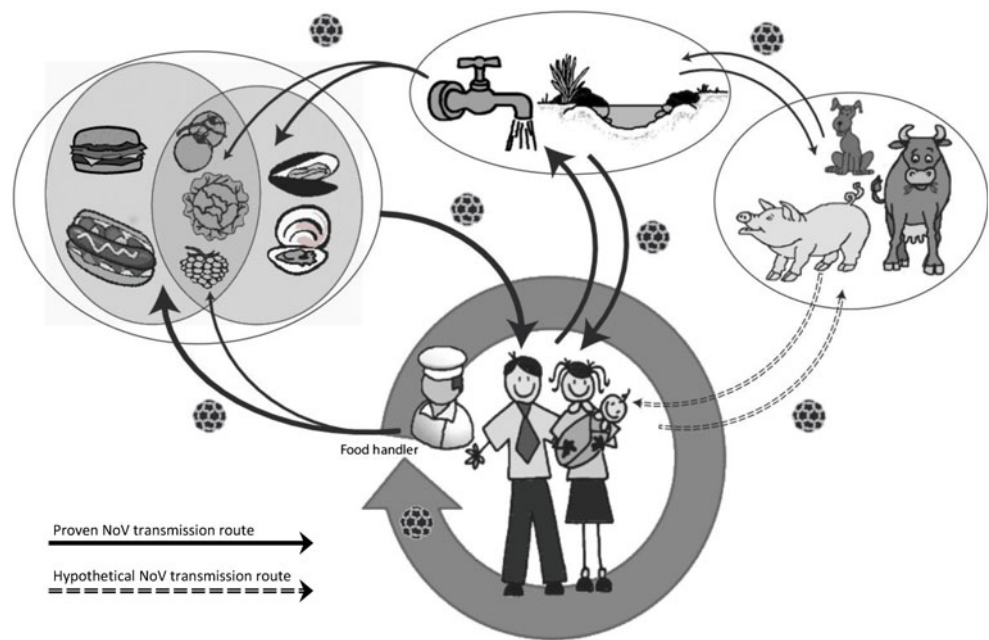 Food handler
Proven NoV transmission route
Hypothetical NoV transmission route